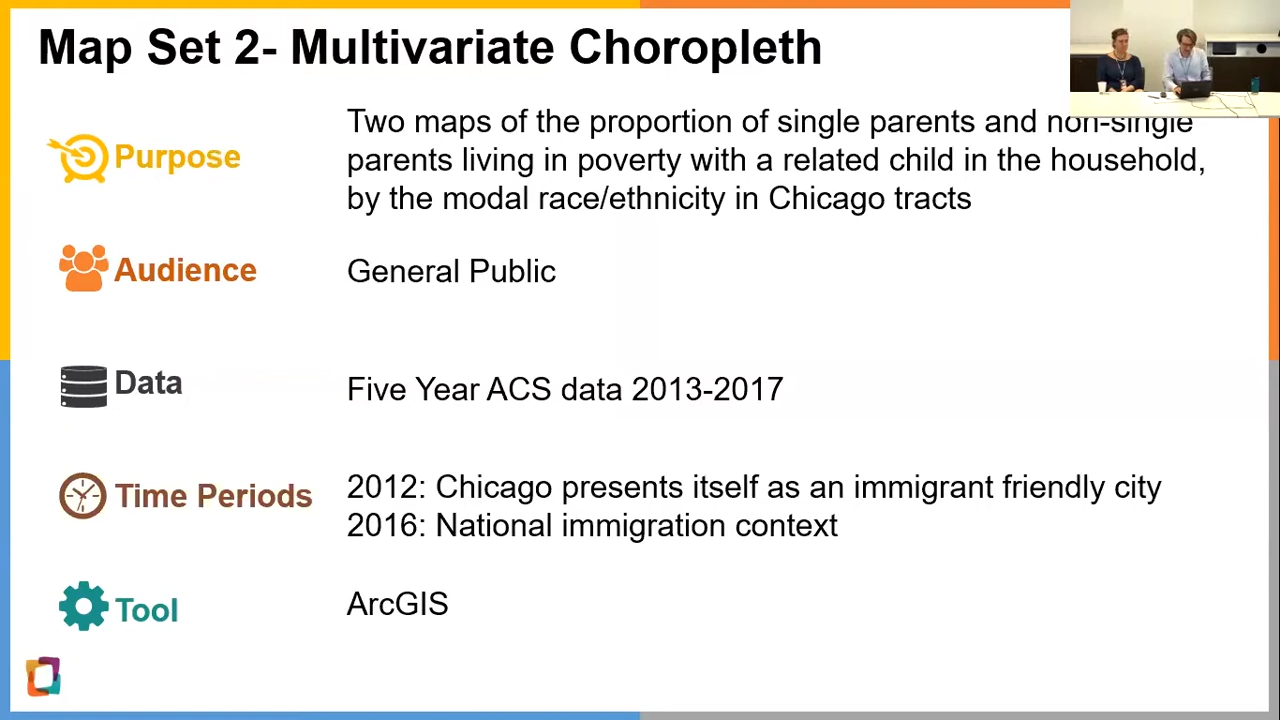 Map Set 2- Multivariate Choropleth
Purpose
Two maps of the proportion of single parents and non-single
parents living in poverty with a related child in the household,
by the modal race/ethnicity in Chicago tracts
Audience
General Public
Data
Five Year ACS data 2013-2017
Time Periods
2012: Chicago presents itself as an immigrant friendly city
2016: National immigration context
Tool
ArcGIS